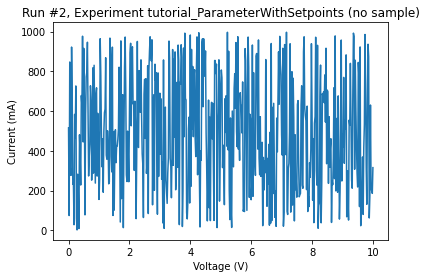 Run #2, Experiment tutorial_ParameterWithSetpoints (no sample)
1000
800
600
400
200
0
Current (mA)
0 2 4 6 8 10
Voltage (V)